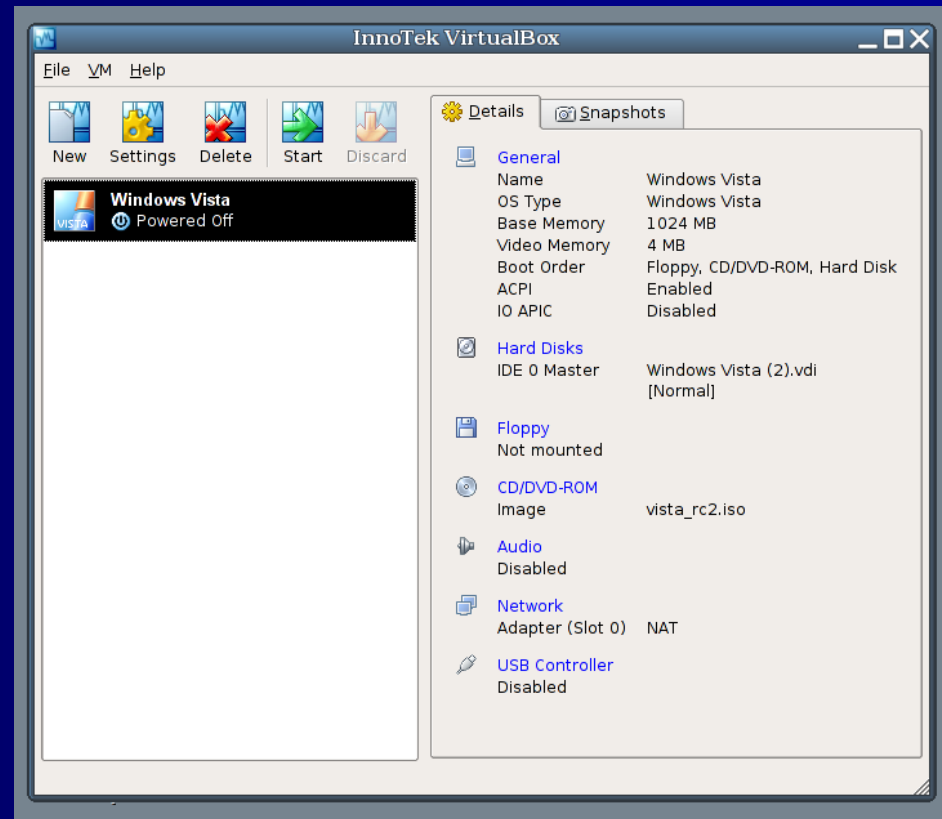 InnoTek VirtualBox
File VM Help
New Settings Delete Start Discard
VISTA Windows Vista
Powered Off
Details Snapshots
General
Name Windows Vista
OS Type Windows Vista
Base Memory 1024 MB
Video Memory 4 MB
Boot Order Floppy, CD/DVD-ROM, Hard Disk
ACPI Enabled
IO APIC Disabled
Hard Disks
IDE 0 Master Windows Vista (2).vdi
[Normal]
Floppy
Not mounted
CD/DVD-ROM
Image vista_rc2.iso
Audio
Disabled
Network
Adapter (Slot 0) NAT
USB Controller
Disabled